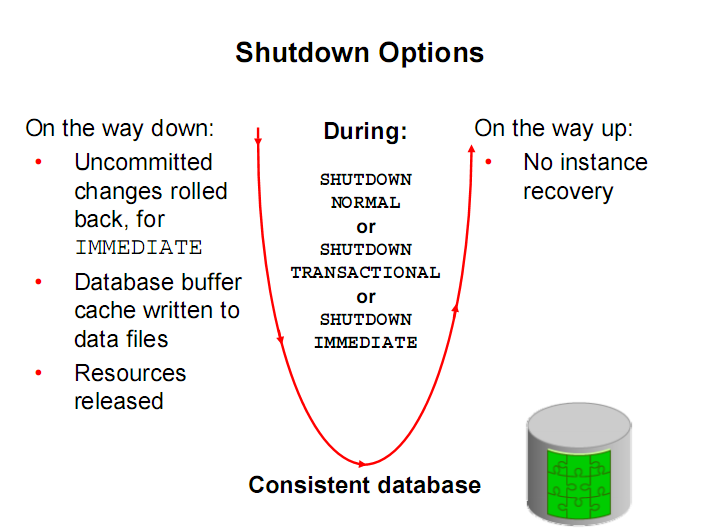 Shutdown Options
On the way down:
• Uncommitted
changes rolled
back, for
IMMEDIATE
• Database buffer
cache written to
data files
• Resources
released
During:
SHUTDOWN
NORMAL
or
SHUTDOWN
TRANSACTIONAL
or
SHUTDOWN
IMMEDIATE
On the way up:
• No instance
recovery
Consistent database